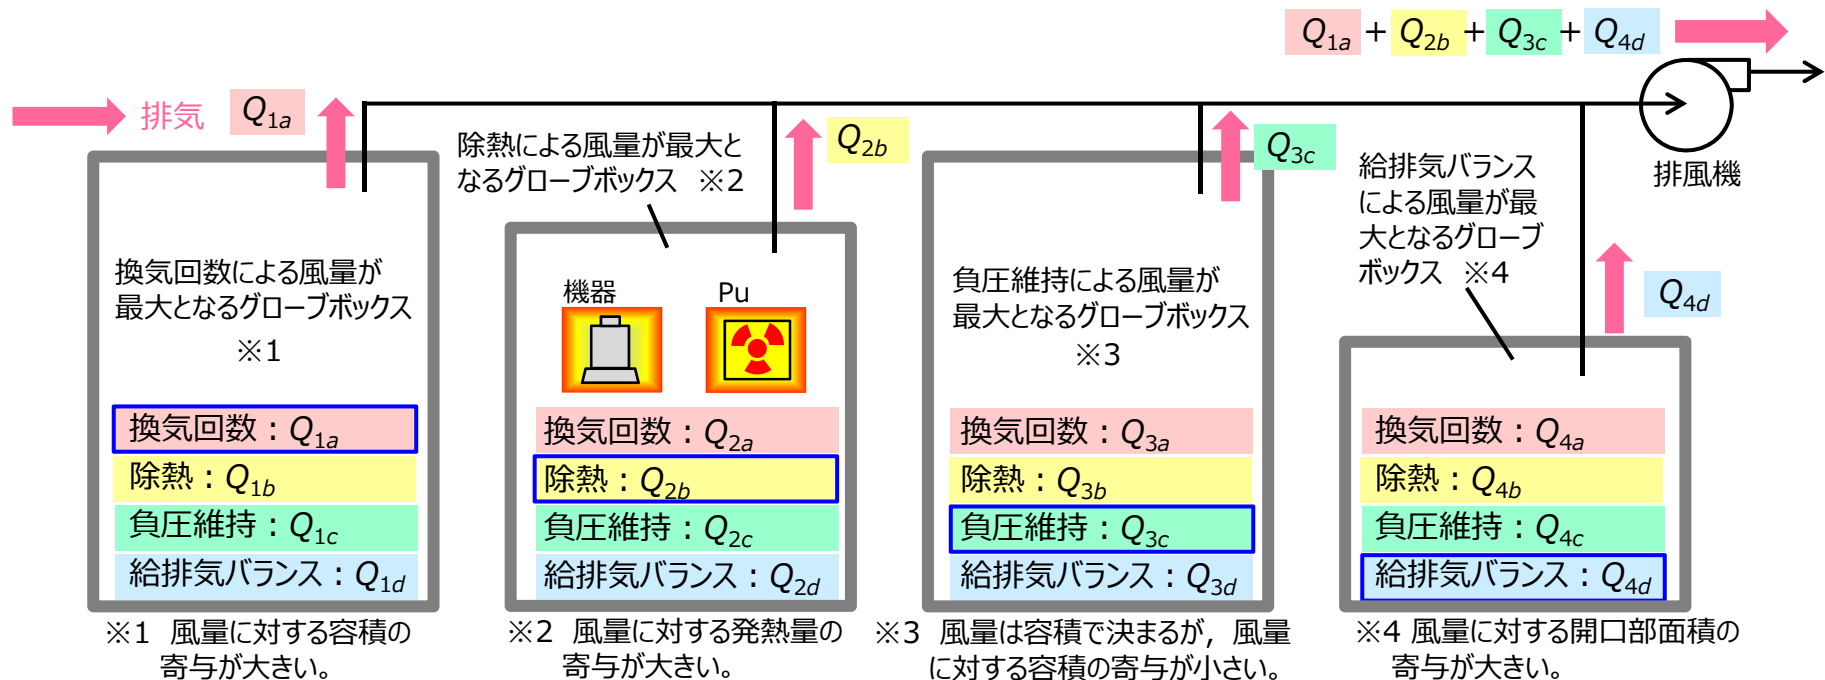 Q1a + Q2b + Q3c + Q4d
排気
Q1a
除熱による風量が最大と
なるグローブボックス ※2
Q2b
Q3c
排風機
給排気バランス
による風量が最
大となるグローブ
ボックス ※4
Q4d
換気回数による風量が
最大となるグローブボックス
※1
換気回数：Q1a
除熱：Q1b
負圧維持：Q1c
給排気バランス：Q1d
※1 風量に対する容積の
寄与が大きい。
機器
Pu
換気回数：Q2a
除熱：Q2b
負圧維持：Q2c
給排気バランス：Q2d
※2 風量に対する発熱量の
寄与が大きい。
負圧維持による風量が
最大となるグローブボックス
※3
換気回数：Q3a
除熱：Q3b
負圧維持：Q3c
給排気バランス：Q3d
※3 風量は容積で決まるが，風量
に対する容積の寄与が小さい。
換気回数：Q4a
除熱：Q4b
負圧維持：Q4c
給排気バランス：Q4d
※4 風量に対する開口部面積の
寄与が大きい。